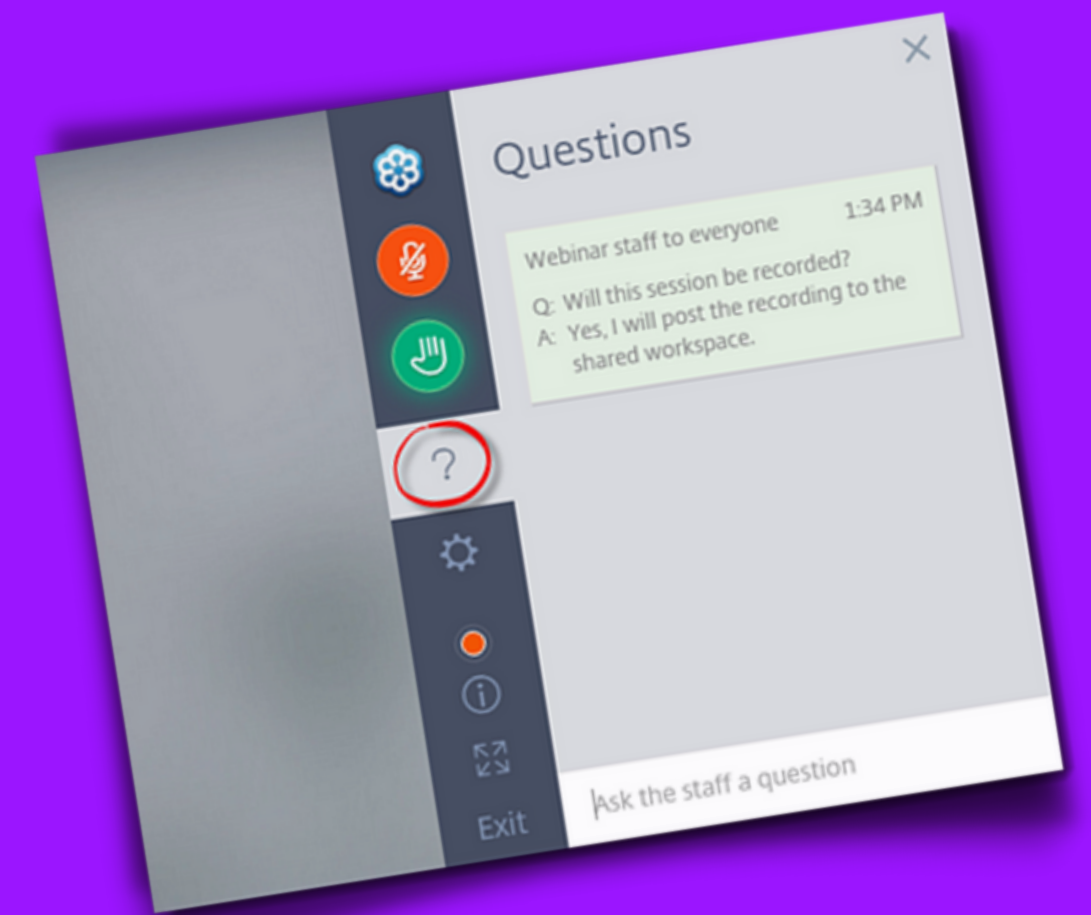 Questions
Webinar staff to everyone 1:34 PM
Q: Will this session be recorded?
A: Yes, I will post the recording to the
shared workspace.
?
Ask the staff a question
Exit